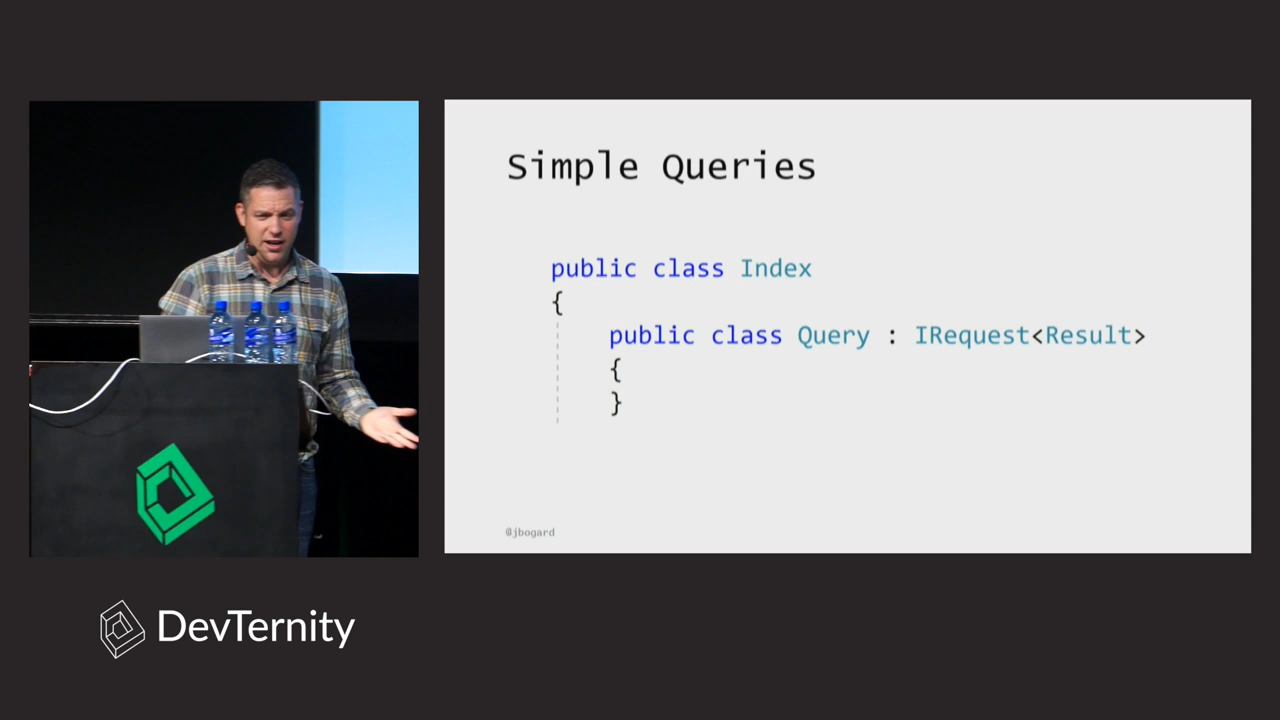 Simple Queries
public class Index
{
public class Query : IRequest<Result>
{
}
@jbogard
DevTernity